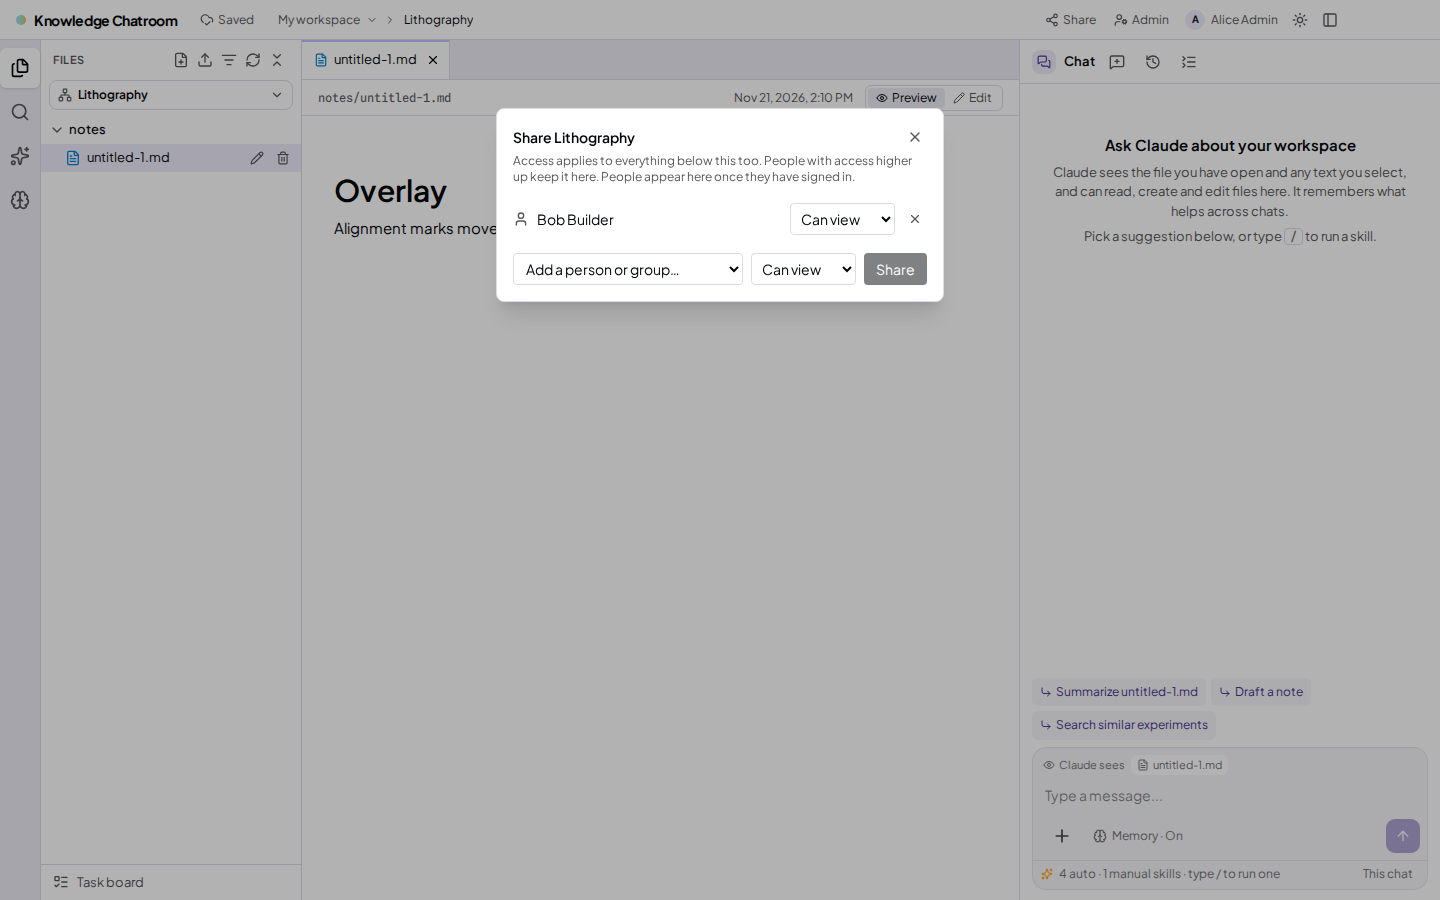 Knowledge Chatroom Saved My workspace Lithography Share Admin A Alice Admin
FILES
Lithography
notes
untitled-1.md
Task board
untitled-1.md
notes/untitled-1.md Nov 21, 2026, 2:10 PM Preview Edit
Overlay
Alignment marks move
Share Lithography
Access applies to everything below this too. People with access higher
up keep it here. People appear here once they have signed in.
Bob Builder Can view
Add a person or group... Can view Share
Chat
Ask Claude about your workspace
Claude sees the file you have open and any text you select,
and can read, create and edit files here. It remembers what
helps across chats.
Pick a suggestion below, or type / to run a skill.
Summarize untitled-1.md Draft a note
Search similar experiments
Claude sees untitled-1.md
Type a message...
Memory · On
4 auto · 1 manual skills · type / to run one This chat